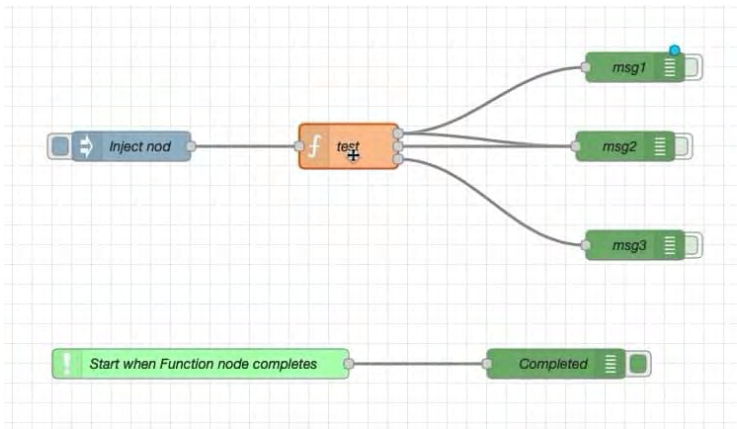 msg1
Inject nod
test
msg2
msg3
Start when Function node completes
Completed